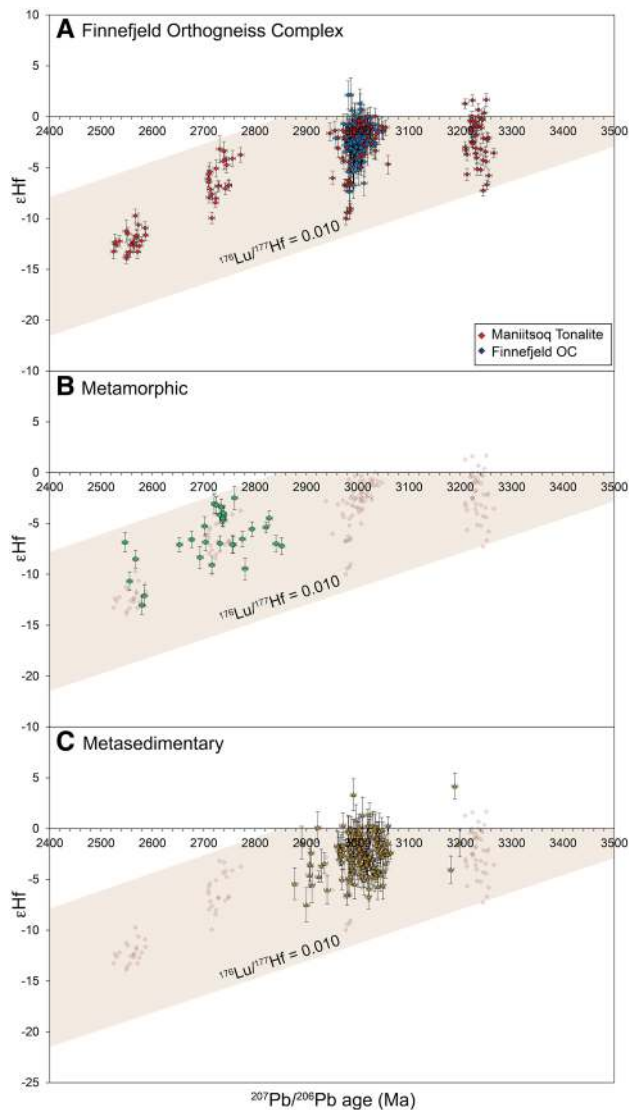 10
A Finnefjeld Orthogneiss Complex
5
0
2400 2500 2600 2700 2800 2900 3000 3100 3200 3300 3400 3500
-5
εHf
-10
¹⁷⁶Lu/¹⁷⁷Hf = 0.010
-15
-20
Maniitsoq Tonalite
Finnefjeld OC
-10
B Metamorphic
5
0
2400 2500 2600 2700 2800 2900 3000 3100 3200 3300 3400 3500
-5
εHf
-10
¹⁷⁶Lu/¹⁷⁷Hf = 0.010
-15
-20
-10
C Metasedimentary
5
0
2400 2500 2600 2700 2800 2900 3000 3100 3200 3300 3400 3500
-5
εHf
-10
¹⁷⁶Lu/¹⁷⁷Hf = 0.010
-15
-20
-25
²⁰⁷Pb/²⁰⁶Pb age (Ma)